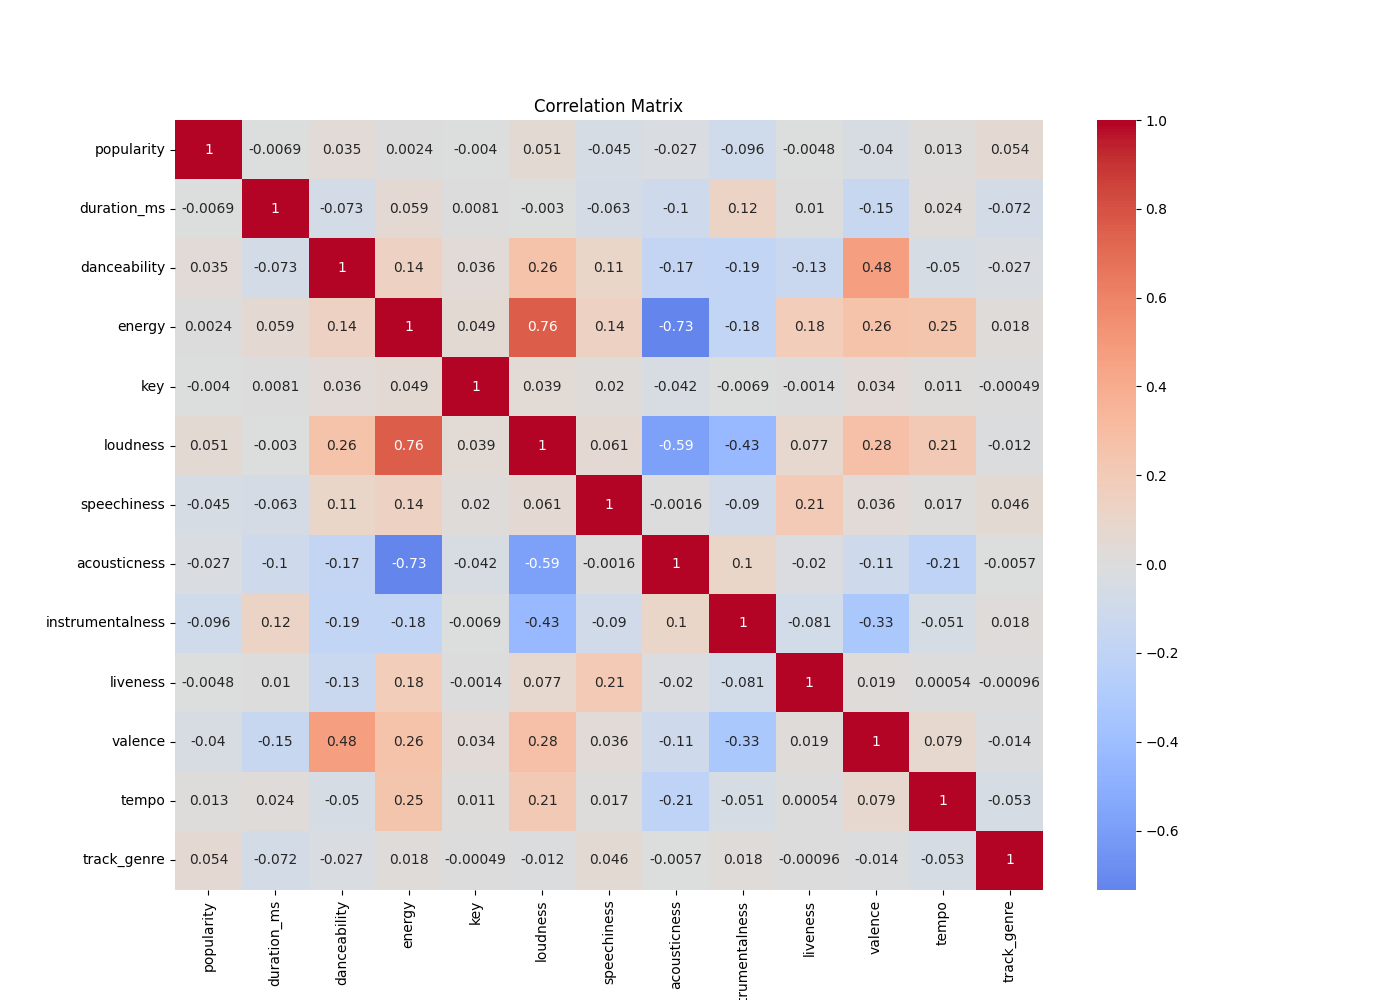 Correlation Matrix
popularity 1 -0.0069 0.035 0.0024 -0.004 0.051 -0.045 -0.027 -0.096 -0.0048 -0.04 0.013 0.054
duration_ms -0.0069 1 -0.073 0.059 0.0081 -0.003 -0.063 -0.1 0.12 0.01 -0.15 0.024 -0.072
danceability 0.035 -0.073 1 0.14 0.036 0.26 0.11 -0.17 -0.19 -0.13 0.48 -0.05 -0.027
energy 0.0024 0.059 0.14 1 0.049 0.76 0.14 -0.73 -0.18 0.18 0.26 0.25 0.018
key -0.004 0.0081 0.036 0.049 1 0.039 0.02 -0.042 -0.0069 -0.0014 0.034 0.011 -0.00049
loudness 0.051 -0.003 0.26 0.76 0.039 1 0.061 -0.59 -0.43 0.077 0.28 0.21 -0.012
speechiness -0.045 -0.063 0.11 0.14 0.02 0.061 1 -0.0016 -0.09 0.21 0.036 0.017 0.046
acousticness -0.027 -0.1 -0.17 -0.73 -0.042 -0.59 -0.0016 1 0.1 -0.02 -0.11 -0.21 -0.0057
instrumentalness -0.096 0.12 -0.19 -0.18 -0.0069 -0.43 -0.09 0.1 1 -0.081 -0.33 -0.051 0.018
liveness -0.0048 0.01 -0.13 0.18 -0.0014 0.077 0.21 -0.02 -0.081 1 0.019 0.00054 -0.00096
valence -0.04 -0.15 0.48 0.26 0.034 0.28 0.036 -0.11 -0.33 0.019 1 0.079 -0.014
tempo 0.013 0.024 -0.05 0.25 0.011 0.21 0.017 -0.21 -0.051 0.00054 0.079 1 -0.053
track_genre 0.054 -0.072 -0.027 0.018 -0.00049 -0.012 0.046 -0.0057 0.018 -0.00096 -0.014 -0.053 1
popularity
duration_ms
danceability
energy
key
loudness
speechiness
acousticness
trumentalness
liveness
valence
tempo
track_genre
1.0
0.8
0.6
0.4
0.2
0.0
−0.2
−0.4
−0.6